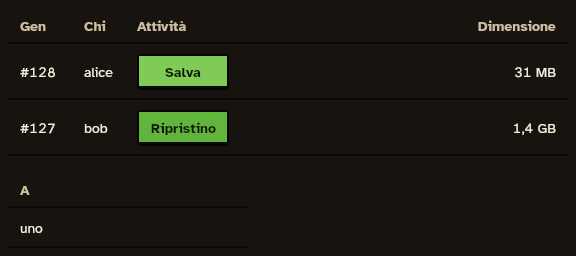 Gen Chi Attività Dimensione
#128 alice Salva 31 MB
#127 bob Ripristino 1,4 GB
A
uno